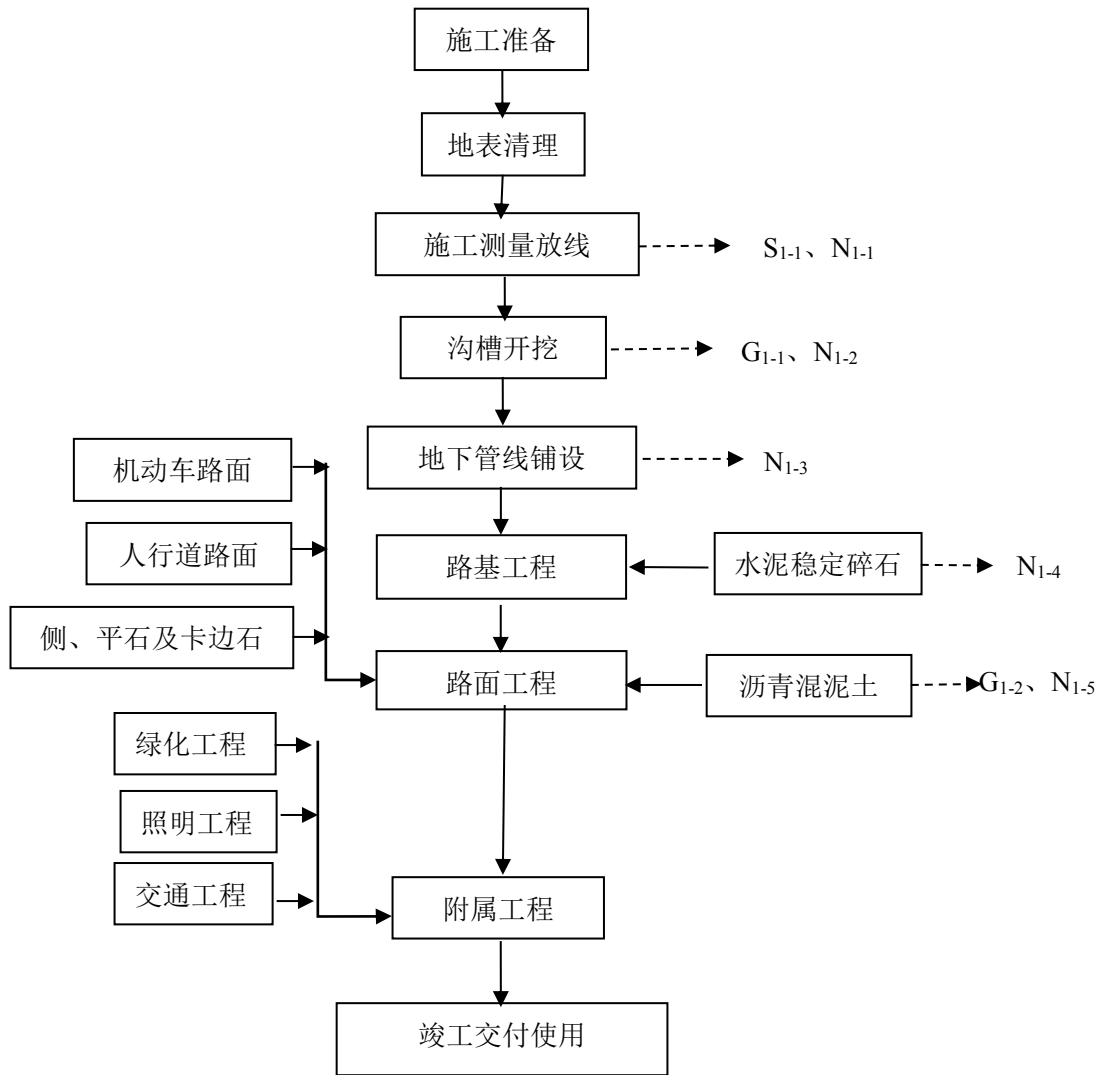 施工准备
地表清理
施工测量放线
S1-1、N1-1
沟槽开挖
G1-1、N1-2
地下管线铺设
N1-3
机动车路面
人行道路面
侧、平石及卡边石
路基工程
水泥稳定碎石
N1-4
路面工程
沥青混泥土
G1-2、N1-5
绿化工程
照明工程
交通工程
附属工程
竣工交付使用